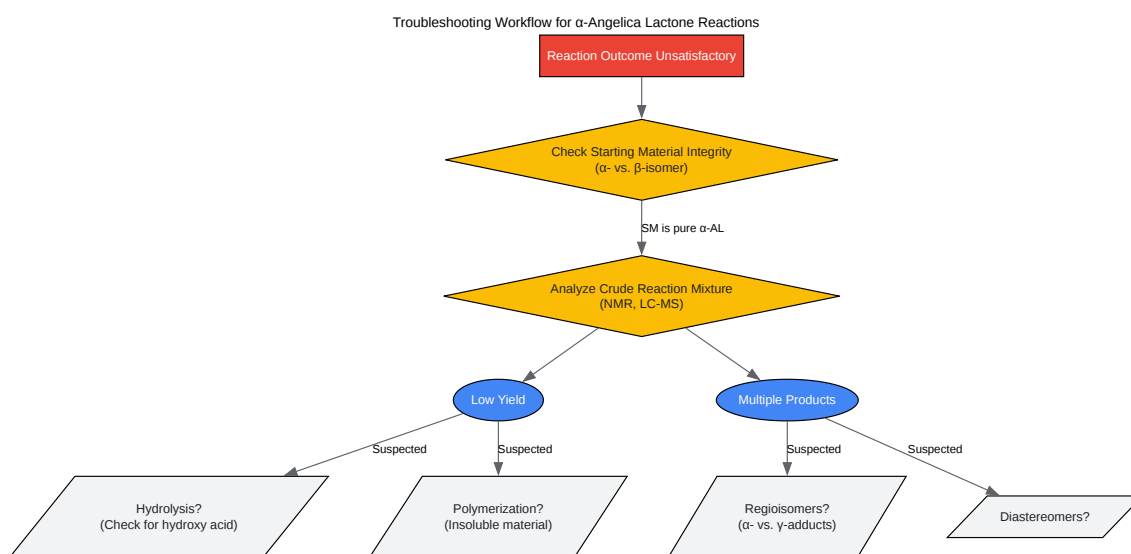 Troubleshooting Workflow for α-Angelica Lactone Reactions
Reaction Outcome Unsatisfactory
Check Starting Material Integrity
(α- vs. β-isomer)
SM is pure α-AL
Analyze Crude Reaction Mixture
(NMR, LC-MS)
Low Yield
Multiple Products
Suspected
Suspected
Suspected
Suspected
Hydrolysis?
(Check for hydroxy acid)
Polymerization?
(Insoluble material)
Regioisomers?
(α- vs. γ-adducts)
Diastereomers?